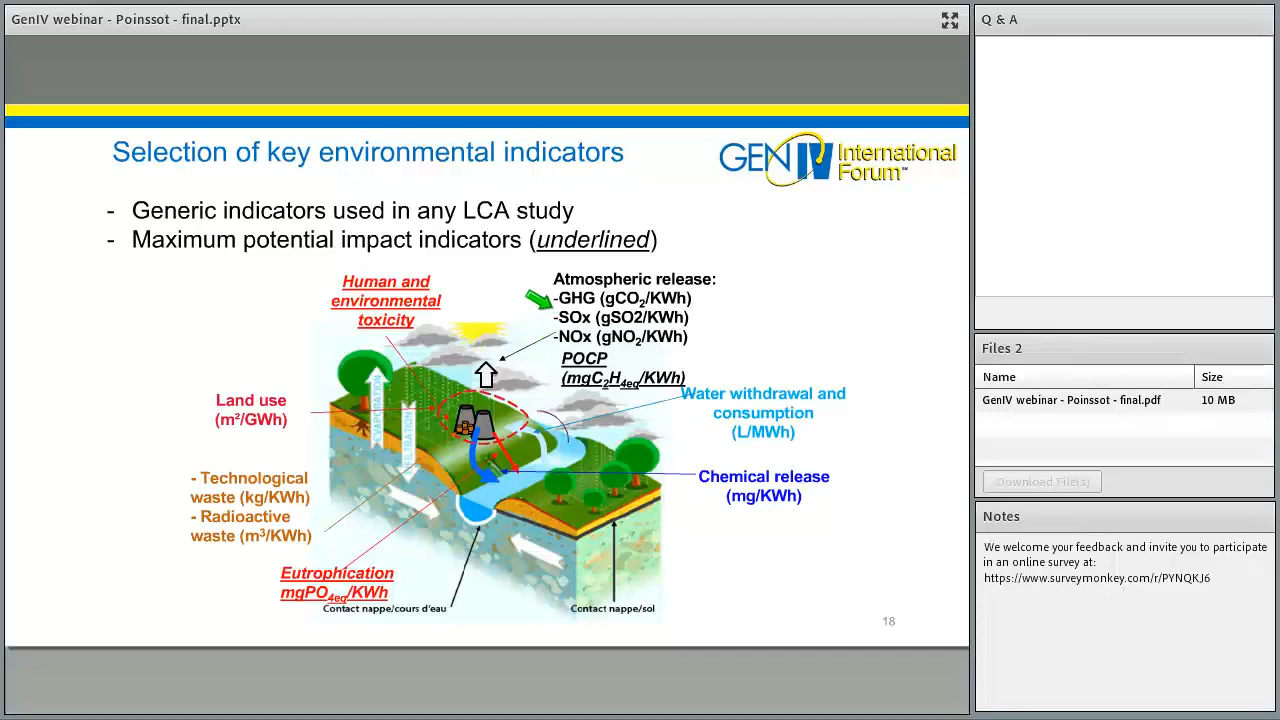 GenIV webinar - Poinssot - final.pptx
Selection of key environmental indicators
GEN IV International
Forum™
- Generic indicators used in any LCA study
- Maximum potential impact indicators (underlined)
Human and
environmental
toxicity
Atmospheric release:
-GHG (gCO2/KWh)
-SOx (gSO2/KWh)
-NOx (gNO2/KWh)
POCP
(mgC2H4eq/KWh)
Land use
(m²/GWh)
Water withdrawal and
consumption
(L/MWh)
EVAPORATION
INFILTRATION
- Technological
waste (kg/KWh)
- Radioactive
waste (m3/KWh)
Chemical release
(mg/KWh)
Eutrophication
mgPO4eq/KWh
Contact nappe/cours d'eau
Contact nappe/sol
18
Q & A
Files 2
Name Size
GenIV webinar - Poinssot - final.pdf 10 MB
Download File(s)
Notes
We welcome your feedback and invite you to participate
in an online survey at:
https://www.surveymonkey.com/r/PYNQKJ6